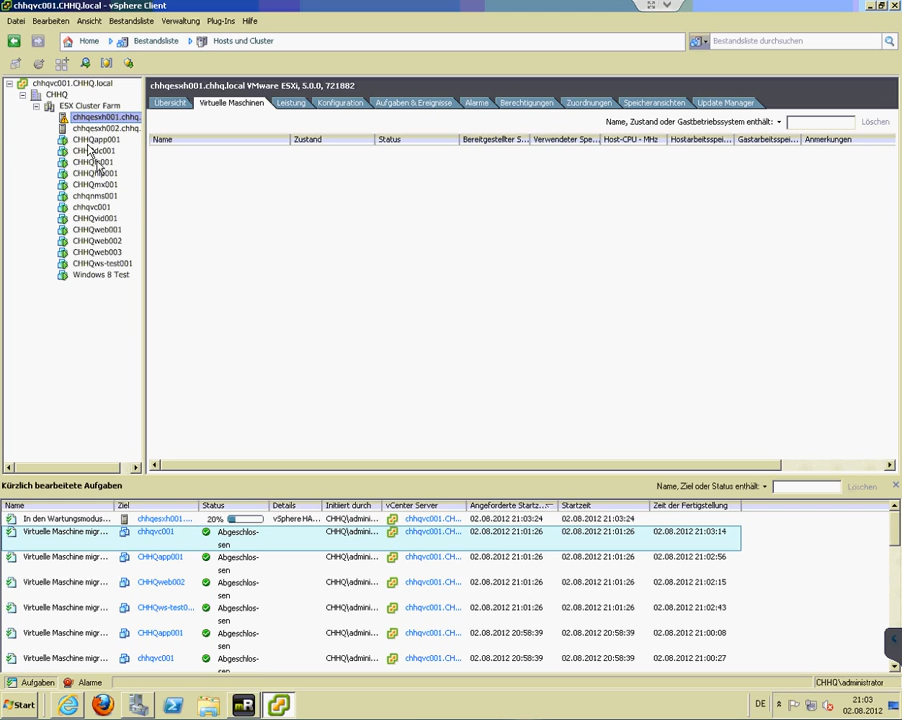 chhqvc001.CHHQ.local - vSphere Client
Datei Bearbeiten Ansicht Bestandsliste Verwaltung Plug-Ins Hilfe
Home Bestandsliste Hosts und Cluster Bestandsliste durchsuchen
chhqvc001.CHHQ.local
CHHQ
ESX Cluster Farm
chhqesxh001.chhq.
chhqesxh002.chhq.
CHHQapp001
CHHQmx001
chhqnms001
chhqvc001
CHHQvid001
CHHQweb001
CHHQweb002
CHHQweb003
CHHQws-test001
Windows 8 Test
chhqesxh001.chhq.local VMware ESXi, 5.0.0, 721882
Übersicht Virtuelle Maschinen Leistung Konfiguration Aufgaben & Ereignisse Alarme Berechtigungen Zuordnungen Speicheransichten Update Manager
Name, Zustand oder Gastbetriebssystem enthält: Löschen
Name Zustand Status Bereitgestellter S... Verwendeter Spe... Host-CPU - MHz Hostarbeitsspei... Gastarbeitsspei... Anmerkungen
Kürzlich bearbeitete Aufgaben Name, Ziel oder Status enthält: Löschen
Name Ziel Status Details Initiiert durch vCenter Server Angeforderte Startz... Startzeit Zeit der Fertigstellung
In den Wartungsmodus... chhqesxh001.... 20% vSphere HA... CHHQ\admini... chhqvc001.CH... 02.08.2012 21:03:24 02.08.2012 21:03:24
Virtuelle Maschine migr... chhqvc001 Abgeschlos-sen CHHQ\admini... chhqvc001.CH... 02.08.2012 21:01:26 02.08.2012 21:01:26 02.08.2012 21:03:14
Virtuelle Maschine migr... CHHQapp001 Abgeschlos-sen CHHQ\admini... chhqvc001.CH... 02.08.2012 21:01:26 02.08.2012 21:01:26 02.08.2012 21:02:56
Virtuelle Maschine migr... CHHQweb002 Abgeschlos-sen CHHQ\admini... chhqvc001.CH... 02.08.2012 21:01:26 02.08.2012 21:01:26 02.08.2012 21:02:15
Virtuelle Maschine migr... CHHQws-test0... Abgeschlos-sen CHHQ\admini... chhqvc001.CH... 02.08.2012 21:01:26 02.08.2012 21:01:26 02.08.2012 21:02:43
Virtuelle Maschine migr... CHHQapp001 Abgeschlos-sen CHHQ\admini... chhqvc001.CH... 02.08.2012 20:58:39 02.08.2012 20:58:39 02.08.2012 21:00:08
Virtuelle Maschine migr... chhqvc001 Abgeschlos-sen CHHQ\admini... chhqvc001.CH... 02.08.2012 20:58:39 02.08.2012 20:58:39 02.08.2012 21:00:27
Aufgaben Alarme CHHQ\administrator
Start mR DE 21:03
02.08.2012